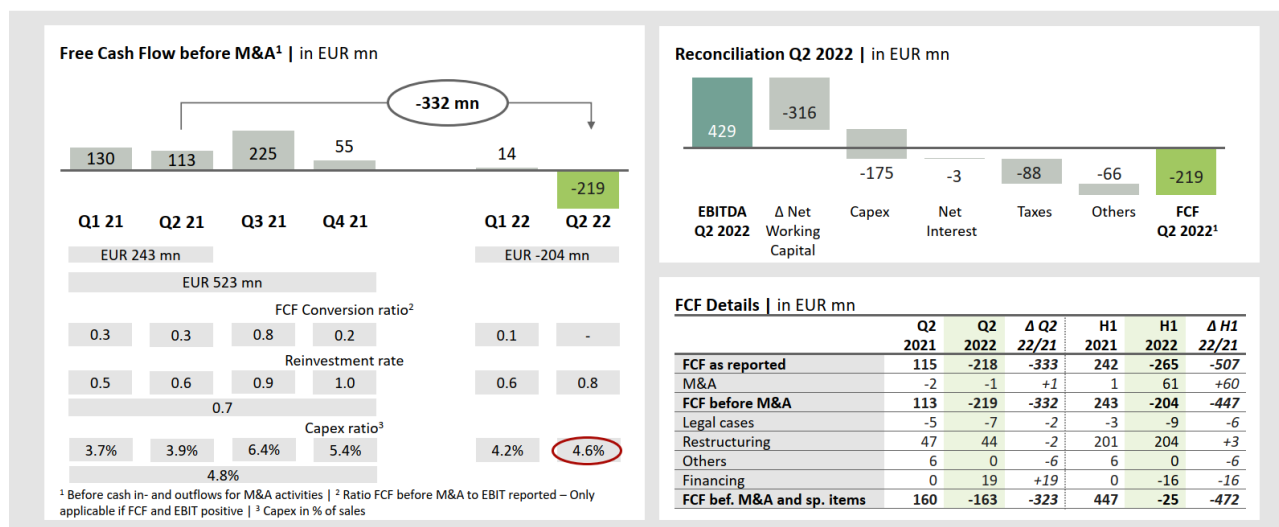 Free Cash Flow before M&A¹ | in EUR mn
-332 mn
130 113 225 55 14 -219
Q1 21 Q2 21 Q3 21 Q4 21 Q1 22 Q2 22
EUR 243 mn EUR -204 mn
EUR 523 mn
FCF Conversion ratio²
0.3 0.3 0.8 0.2 0.1 -
Reinvestment rate
0.5 0.6 0.9 1.0 0.6 0.8
0.7
Capex ratio³
3.7% 3.9% 6.4% 5.4% 4.2% 4.6%
4.8%
¹ Before cash in- and outflows for M&A activities | ² Ratio FCF before M&A to EBIT reported – Only
applicable if FCF and EBIT positive | ³ Capex in % of sales
Reconciliation Q2 2022 | in EUR mn
429 -316 -175 -3 -88 -66 -219
EBITDA Δ Net Capex Net Taxes Others FCF
Q2 2022 Working Interest Q2 2022¹
Capital
FCF Details | in EUR mn
Q2 Q2 Δ Q2 H1 H1 Δ H1
2021 2022 22/21 2021 2022 22/21
FCF as reported 115 -218 -333 242 -265 -507
M&A -2 -1 +1 1 61 +60
FCF before M&A 113 -219 -332 243 -204 -447
Legal cases -5 -7 -2 -3 -9 -6
Restructuring 47 44 -2 201 204 +3
Others 6 0 -6 6 0 -6
Financing 0 19 +19 0 -16 -16
FCF bef. M&A and sp. items 160 -163 -323 447 -25 -472